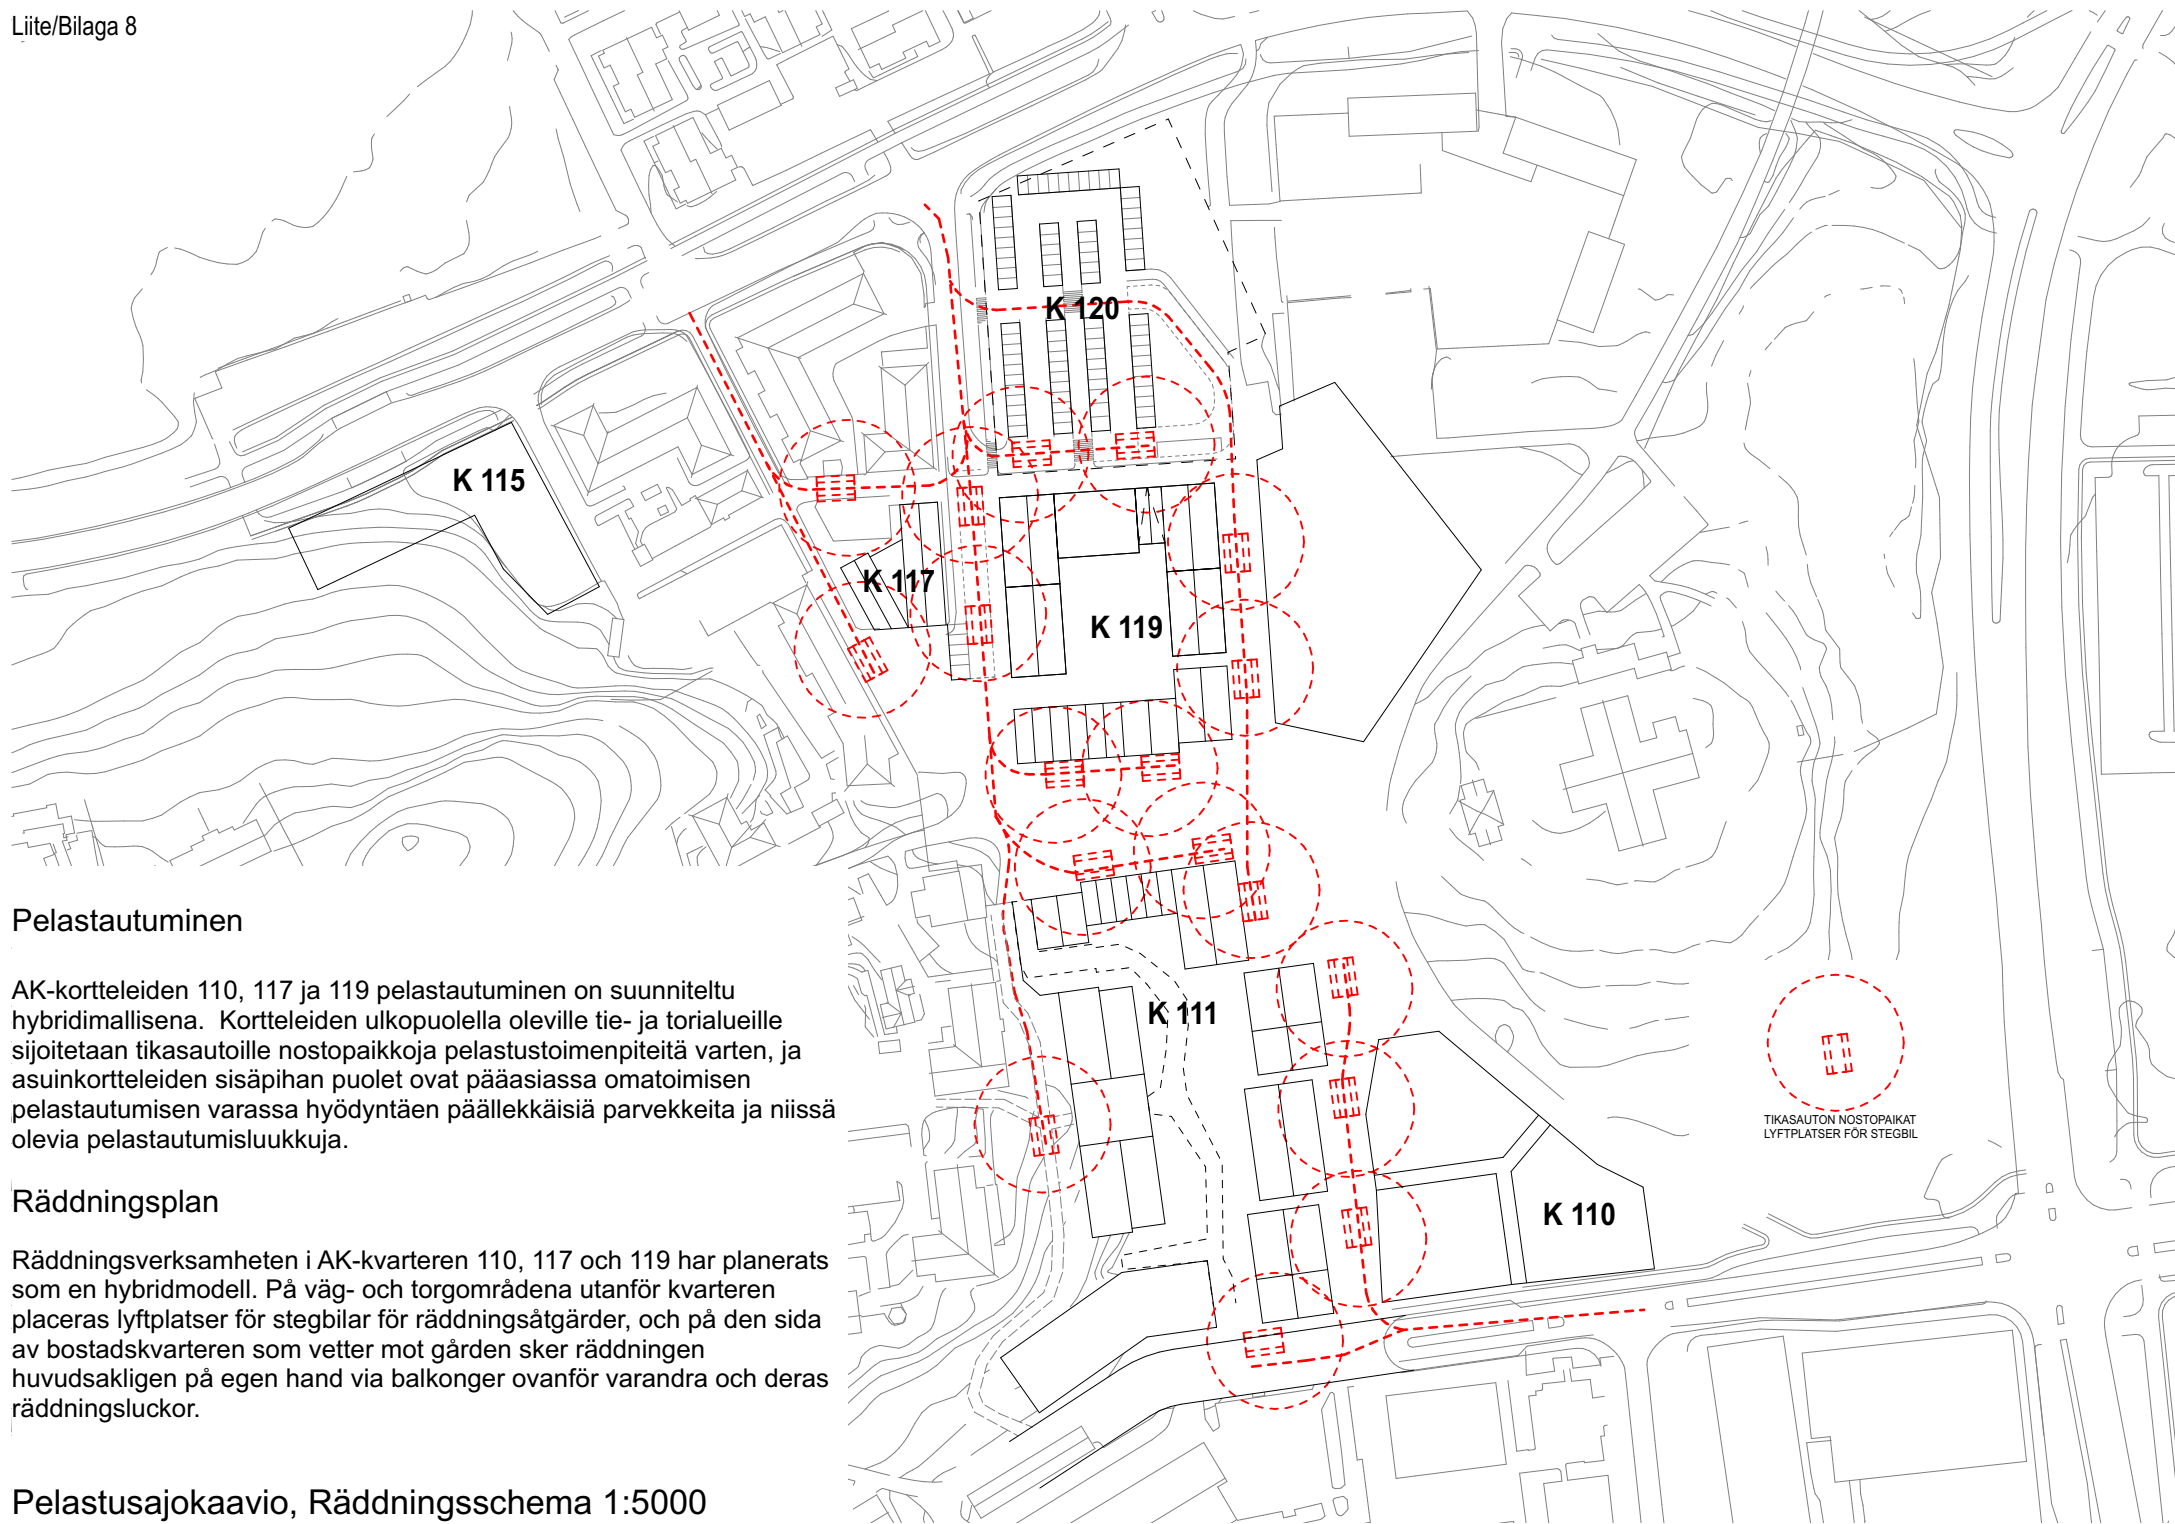 Liite/Bilaga 8
K 120
K 115
K 117
K 119
K 111
K 110
TIKASAUTON NOSTOPAIKAT
LYFTPLATSER FÖR STEGBIL
Pelastautuminen
AK-kortteleiden 110, 117 ja 119 pelastautuminen on suunniteltu
hybridimallisena. Kortteleiden ulkopuolella oleville tie- ja torialueille
sijoitetaan tikasautoille nostopaikkoja pelastustoimenpiteitä varten, ja
asuinkortteleiden sisäpihan puolet ovat pääasiassa omatoimisen
pelastautumisen varassa hyödyntäen päällekkäisiä parvekkeita ja niissä
olevia pelastautumisluukkuja.
Räddningsplan
Räddningsverksamheten i AK-kvarteren 110, 117 och 119 har planerats
som en hybridmodell. På väg- och torgområdena utanför kvarteren
placeras lyftplatser för stegbilar för räddningsåtgärder, och på den sida
av bostadskvarteren som vetter mot gården sker räddningen
huvudsakligen på egen hand via balkonger ovanför varandra och deras
räddningsluckor.
Pelastusajokaavio, Räddningsschema 1:5000